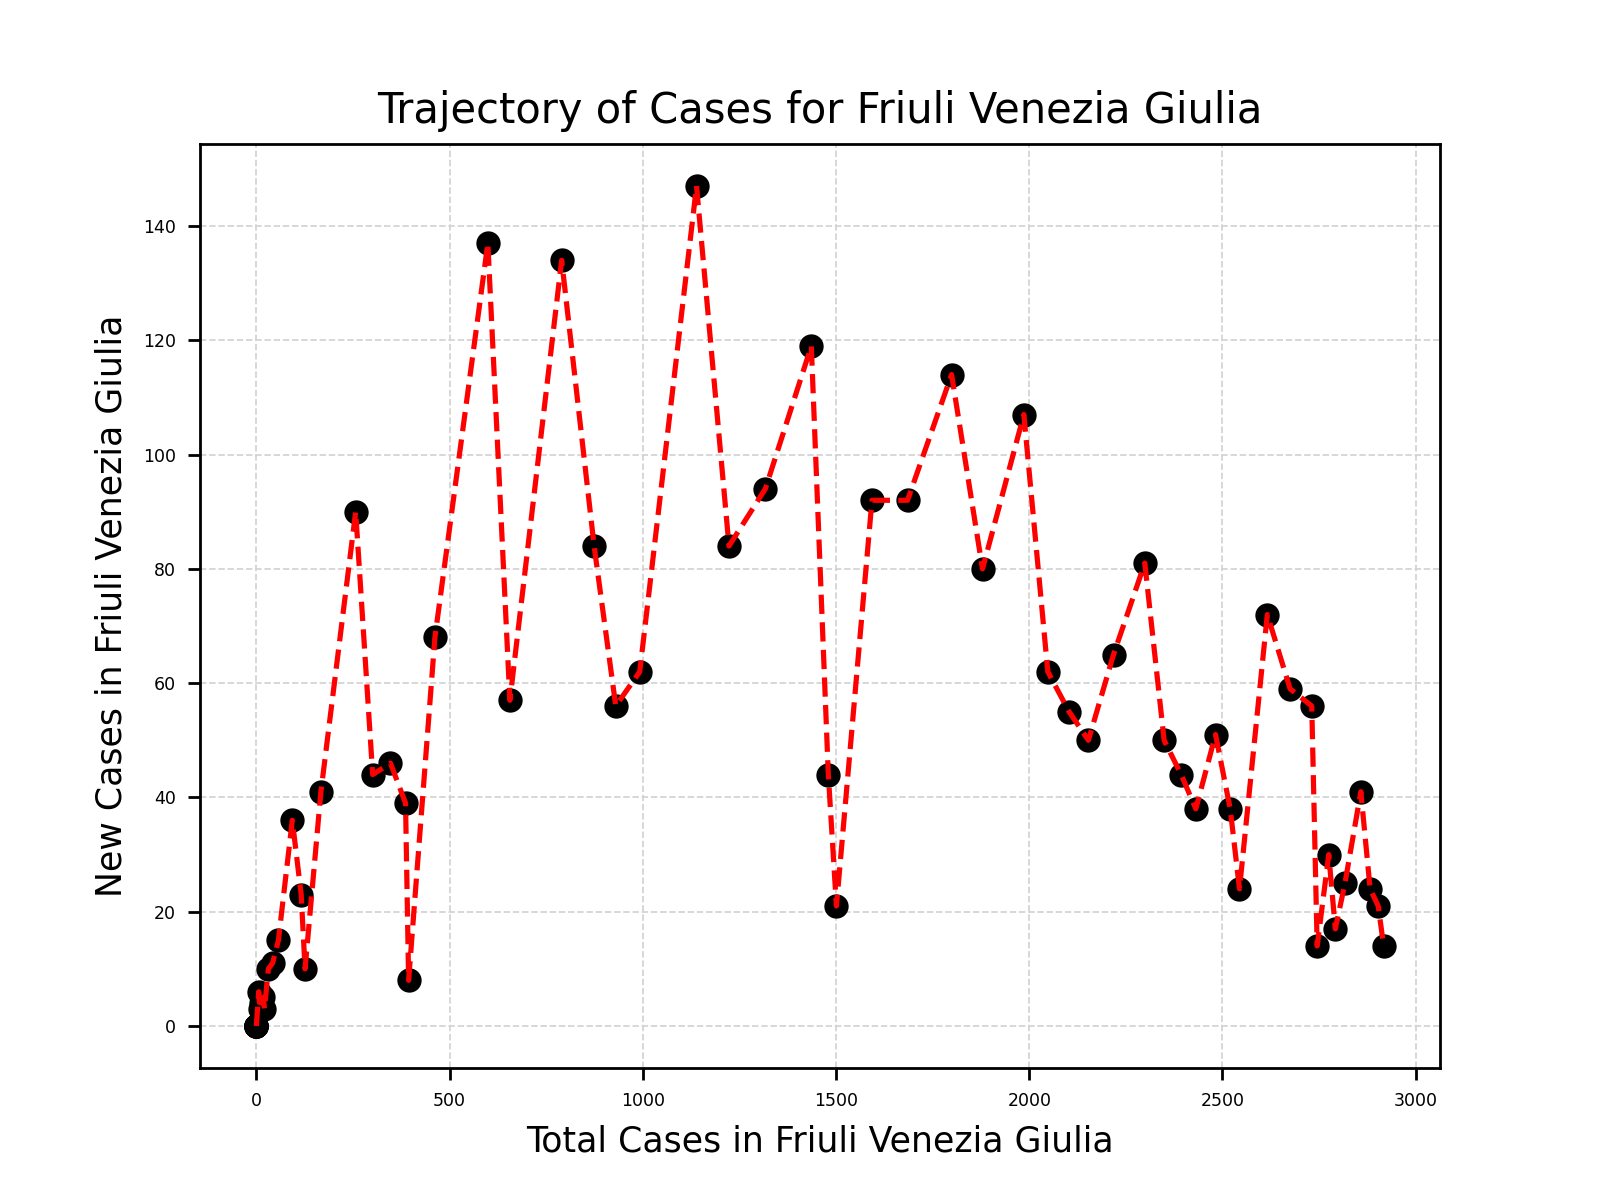 Trajectory of Cases for Friuli Venezia Giulia
New Cases in Friuli Venezia Giulia
140
120
100
80
60
40
20
0
0 500 1000 1500 2000 2500 3000
Total Cases in Friuli Venezia Giulia